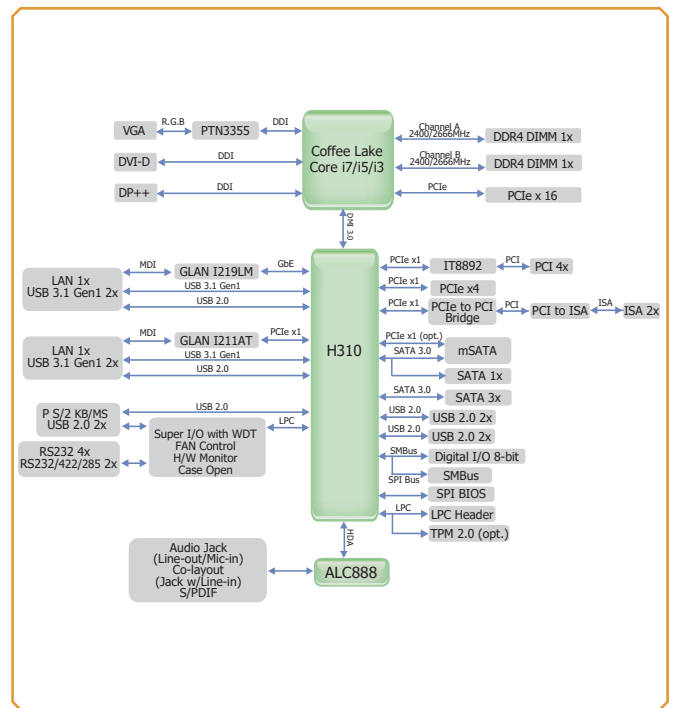 VGA
R.G.B
PTN3355
DDI
DVI-D
DDI
DP++
DDI
Coffee Lake
Core i7/i5/i3
Channel A
2400/2666MHz
DDR4 DIMM 1x
Channel B
2400/2666MHz
DDR4 DIMM 1x
PCIe
PCIe x 16
DMI 3.0
LAN 1x
USB 3.1 Gen1 2x
MDI
GLAN I219LM
GbE
USB 3.1 Gen1
USB 2.0
LAN 1x
USB 3.1 Gen1 2x
MDI
GLAN I211AT
PCIe x1
USB 3.1 Gen1
USB 2.0
P S/2 KB/MS
USB 2.0 2x
USB 2.0
RS232 4x
RS232/422/285 2x
Super I/O with WDT
FAN Control
H/W Monitor
Case Open
LPC
H310
PCIe x1
IT8892
PCI
PCI 4x
PCIe x1
PCIe x4
PCIe x1
PCIe to PCI
Bridge
PCI
PCI to ISA
ISA
ISA 2x
PCIe x1 (opt.)
SATA 3.0
mSATA
SATA 1x
SATA 3.0
SATA 3x
USB 2.0
USB 2.0 2x
USB 2.0
USB 2.0 2x
SMBus
Digital I/O 8-bit
SMBus
SPI Bus
SPI BIOS
LPC
LPC Header
TPM 2.0 (opt.)
HDA
Audio Jack
(Line-out/Mic-in)
Co-layout
(Jack w/Line-in)
S/PDIF
ALC888